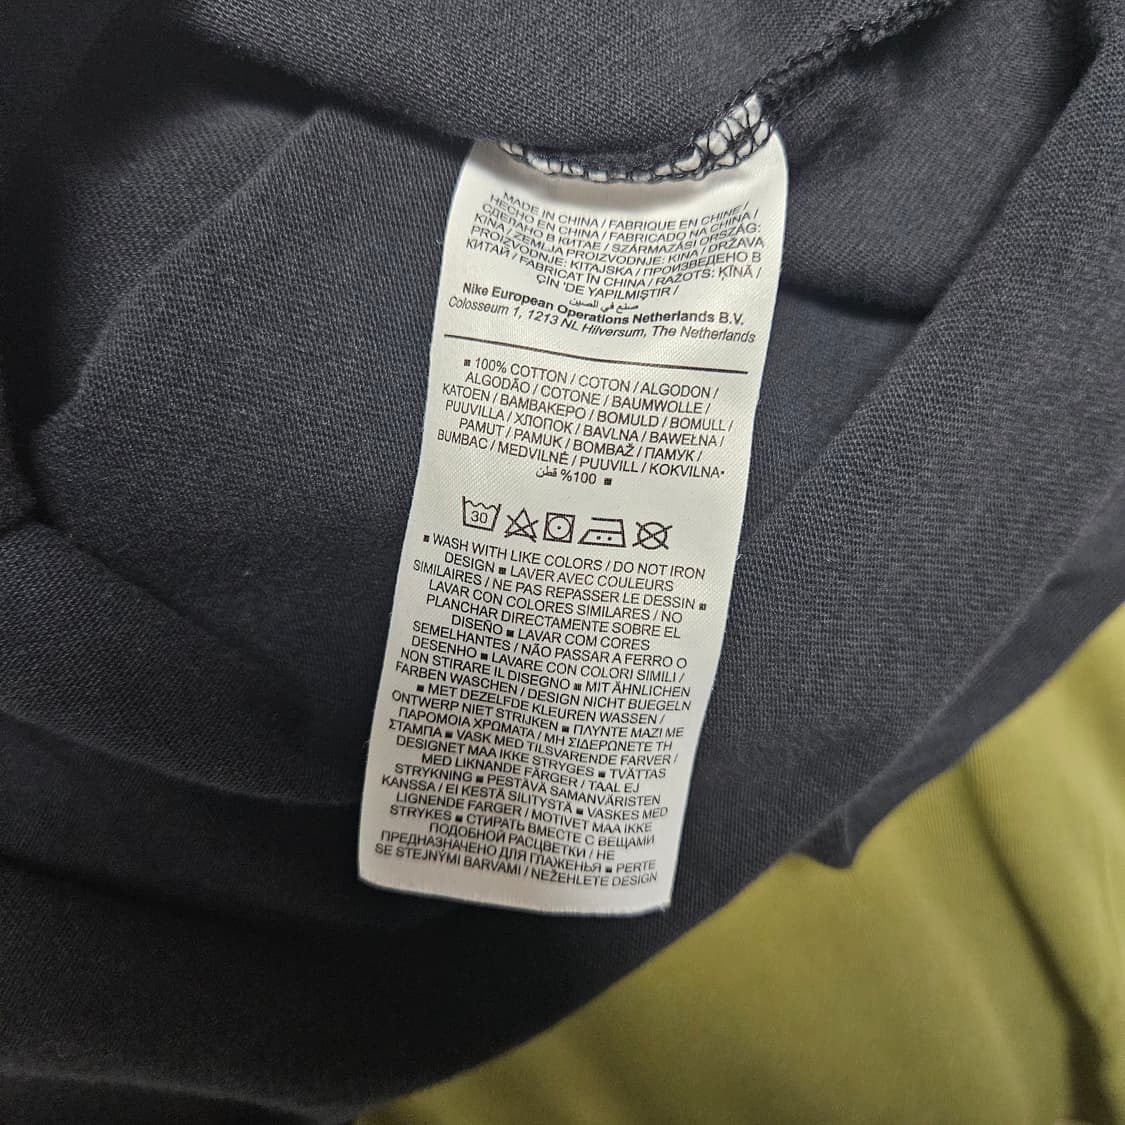 MADE IN CHINA / FABRIQUE EN CHINE /
HECHO EN CHINA / FABRICADO NA CHINA /
СДЕЛАНО В КИТАЕ / SZÁRMAZÁSI ORSZÁG:
KÍNA / ZEMLJA PROIZVODNJE: KINA / DRŽAVA
PROIZVODNJE: KITAJSKA / ПРОИЗВЕДЕНО В
КИТАЙ / FABRICAT ÎN CHINA / RAŽOTS: ĶĪNĀ /
ÇİN 'DE YAPILMIŞTIR /
صنع في الصين
Nike European Operations Netherlands B.V.
Colosseum 1, 1213 NL Hilversum, The Netherlands
■ 100% COTTON / COTON / ALGODON /
ALGODÃO / COTONE / BAUMWOLLE /
KATOEN / ΒΑΜΒΑΚΕΡΟ / BOMULD / BOMULL /
PUUVILLA / ХЛОПОК / BAVLNA / BAWEŁNA /
PAMUT / PAMUK / BOMBAŽ / ПАМУК /
BUMBAC / MEDVILNĖ / PUUVILL / KOKVILNA▪
100% قطن ■
30
■ WASH WITH LIKE COLORS / DO NOT IRON
DESIGN ■ LAVER AVEC COULEURS
SIMILAIRES / NE PAS REPASSER LE DESSIN ■
LAVAR CON COLORES SIMILARES / NO
PLANCHAR DIRECTAMENTE SOBRE EL
DISEÑO ■ LAVAR COM CORES
SEMELHANTES / NÃO PASSAR A FERRO O
DESENHO ■ LAVARE CON COLORI SIMILI /
NON STIRARE IL DISEGNO ■ MIT ÄHNLICHEN
FARBEN WASCHEN / DESIGN NICHT BUEGELN
■ MET DEZELFDE KLEUREN WASSEN /
ONTWERP NIET STRIJKEN ■ ΠΛΥΝΤΕ ΜΑΖΙ ΜΕ
ΠΑΡΟΜΟΙΑ ΧΡΩΜΑΤΑ / ΜΗ ΣΙΔΕΡΩΝΕΤΕ ΤΗ
ΣΤΑΜΠΑ ■ VASK MED TILSVARENDE FARVER /
DESIGNET MAA IKKE STRYGES ■ TVÄTTAS
MED LIKNANDE FÄRGER / TAAL EJ
STRYKNING ■ PESTÄVÄ SAMANVÄRISTEN
KANSSA / EI KESTÄ SILITYSTÄ ■ VASKES MED
LIGNENDE FARGER / MOTIVET MAA IKKE
STRYKES ■ СТИРАТЬ ВМЕСТЕ С ВЕЩАМИ
ПОДОБНОЙ РАСЦВЕТКИ / НЕ
ПРЕДНАЗНАЧЕНО ДЛЯ ГЛАЖЕНЬЯ ■ PERTE
SE STEJNÝMI BARVAMI / NEŽEHLETE DESIGN